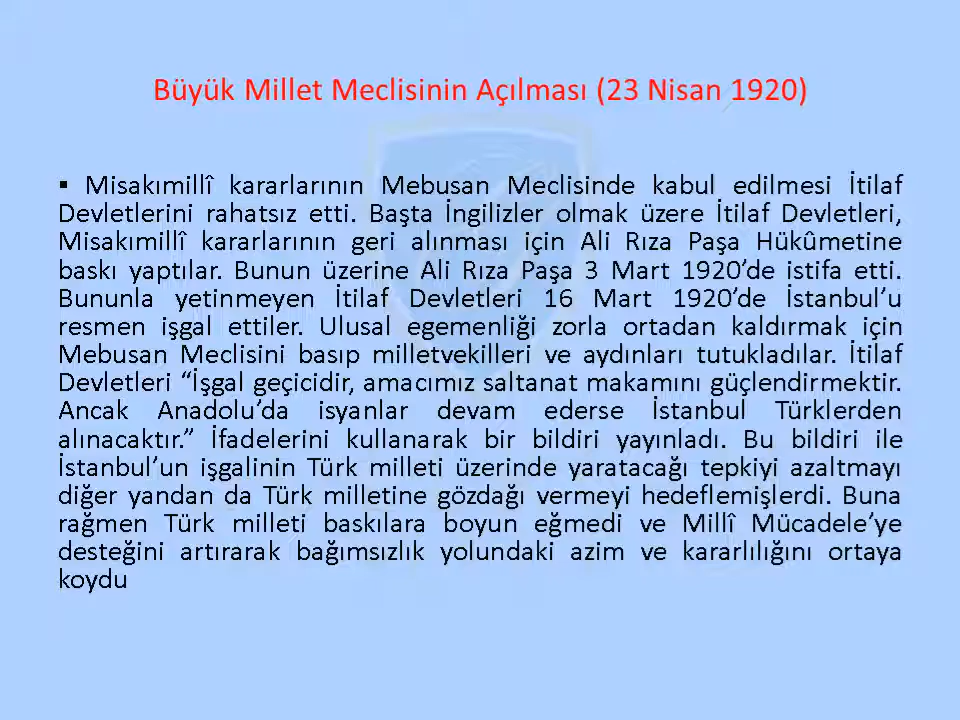 Büyük Millet Meclisinin Açılması (23 Nisan 1920)
▪ Misakımillî kararlarının Mebusan Meclisinde kabul edilmesi İtilaf
Devletlerini rahatsız etti. Başta İngilizler olmak üzere İtilaf Devletleri,
Misakımillî kararlarının geri alınması için Ali Rıza Paşa Hükûmetine
baskı yaptılar. Bunun üzerine Ali Rıza Paşa 3 Mart 1920’de istifa etti.
Bununla yetinmeyen İtilaf Devletleri 16 Mart 1920’de İstanbul’u
resmen işgal ettiler. Ulusal egemenliği zorla ortadan kaldırmak için
Mebusan Meclisini basıp milletvekilleri ve aydınları tutukladılar. İtilaf
Devletleri “İşgal geçicidir, amacımız saltanat makamını güçlendirmektir.
Ancak Anadolu’da isyanlar devam ederse İstanbul Türklerden
alınacaktır.” İfadelerini kullanarak bir bildiri yayınladı. Bu bildiri ile
İstanbul’un işgalinin Türk milleti üzerinde yaratacağı tepkiyi azaltmayı
diğer yandan da Türk milletine gözdağı vermeyi hedeflemişlerdi. Buna
rağmen Türk milleti baskılara boyun eğmedi ve Millî Mücadele’ye
desteğini artırarak bağımsızlık yolundaki azim ve kararlılığını ortaya
koydu